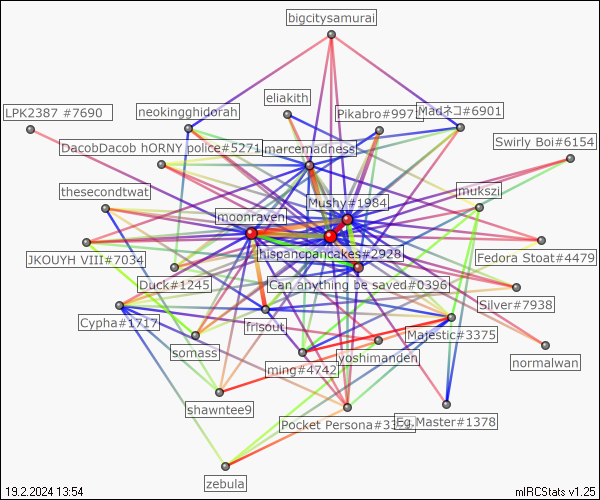 bigcitysamurai
eliakith
LPK2387 #7690
neokingghidorah
Pikabro#997
Madネコ#6901
DacobDacob hORNY police#5271
marcemadness
Swirly Boi#6154
thesecondtwat
Mushy#1984
mukszi
moonraven
JKOUYH VIII#7034
hispancpancakes#2928
Fedora Stoat#4479
Duck#1245
Can anything be saved#0396
Silver#7938
Cypha#1717
frisout
Majestic#3375
somass
yoshimanden
normalwan
ming#4742
shawntee9
Pocket Persona#33
Eg.Master#1378
zebula
19.2.2024 13:54
mIRCStats v1.25